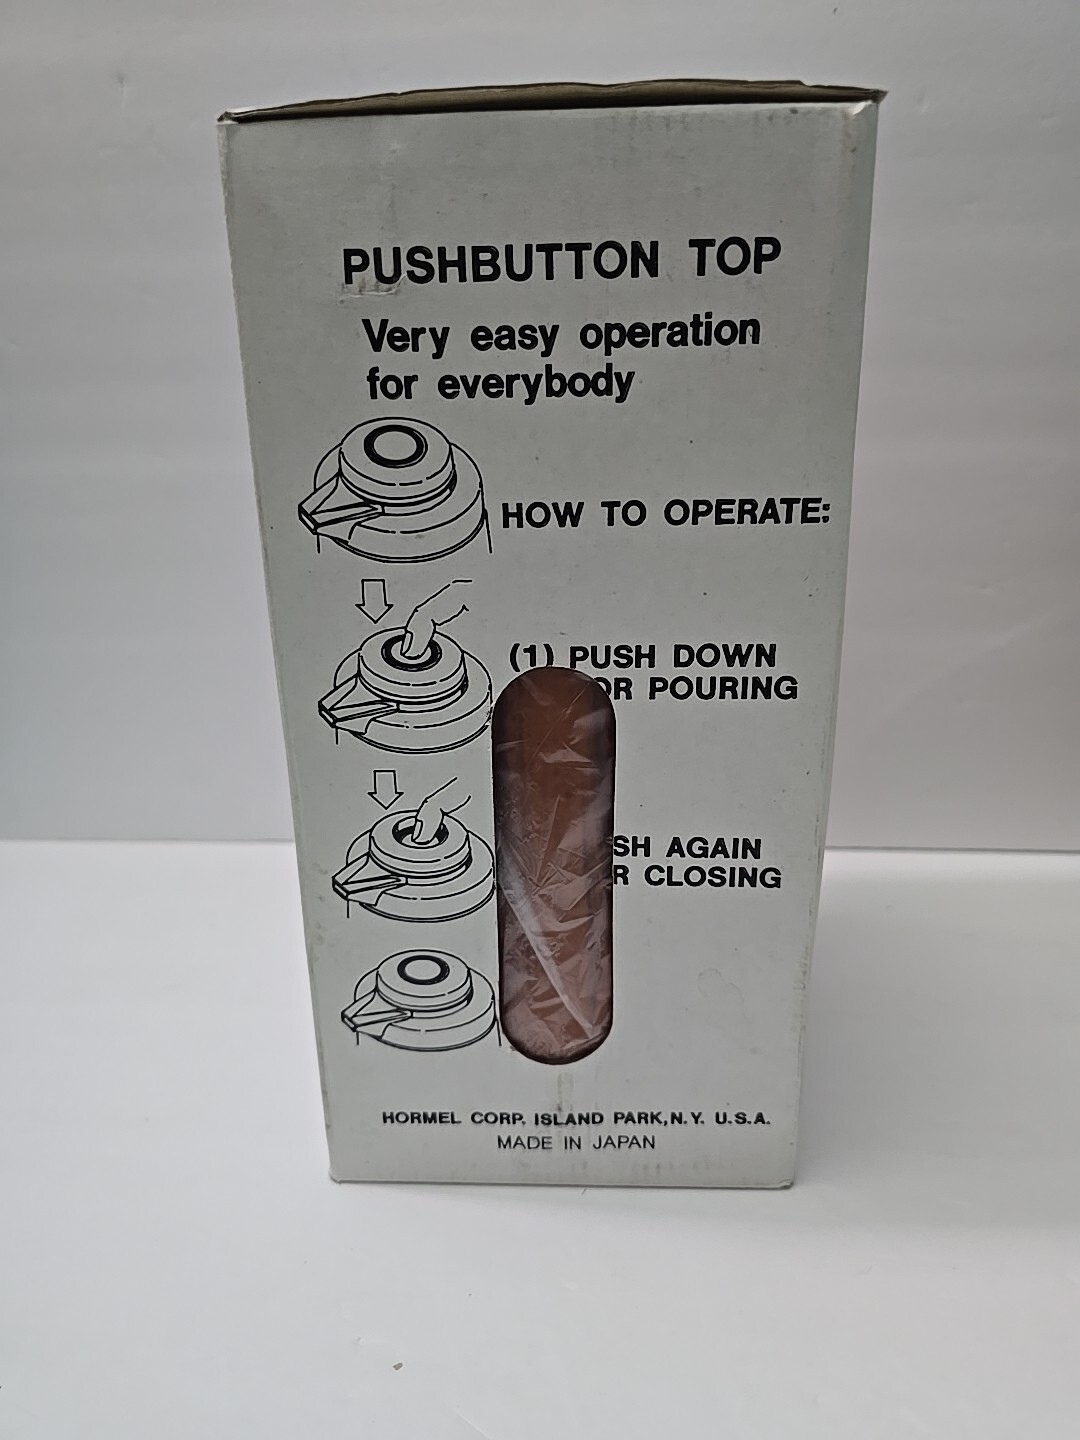 PUSHBUTTON TOP
Very easy operation
for everybody
HOW TO OPERATE:
(1) PUSH DOWN
OR POURING
SH AGAIN
R CLOSING
HORMEL CORP. ISLAND PARK, N.Y. U.S.A.
MADE IN JAPAN